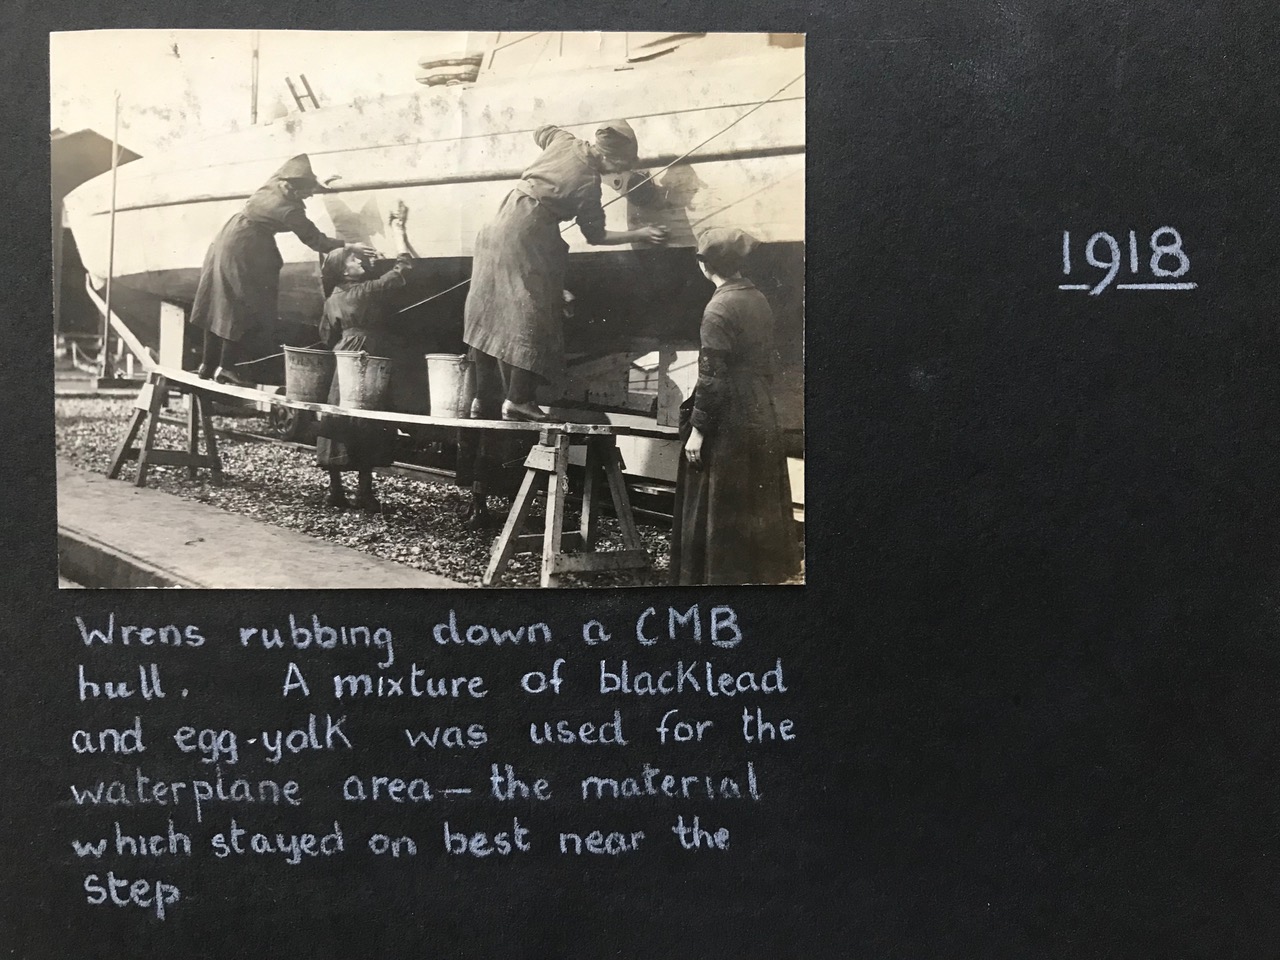 1918
Wrens rubbing down a CMB
hull. A mixture of blacklead
and egg-yolk was used for the
waterplane area — the material
which stayed on best near the
step